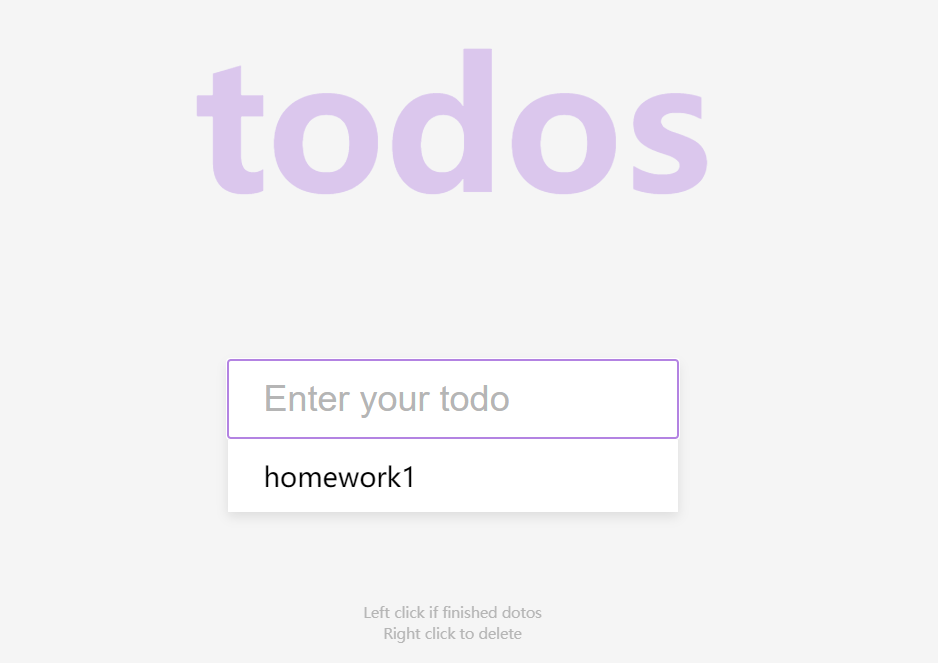 todos
Enter your todo
homework1
Left click if finished dotos
Right click to delete